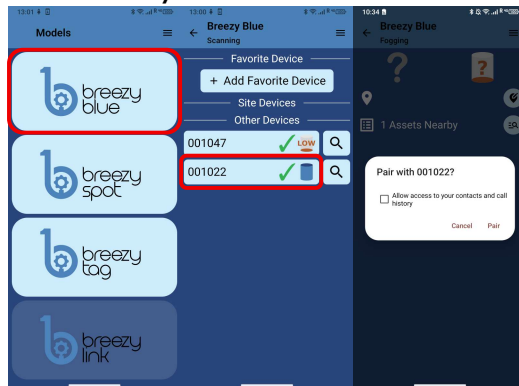 13:01
Models
breezy
blue
breezy
spot
breezy
tag
breezy
link
13:00
Breezy Blue
Scanning
Favorite Device
+ Add Favorite Device
Site Devices
Other Devices
001047
LOW
001022
10:34
Breezy Blue
Fogging
?
?
1 Assets Nearby
Pair with 001022?
Allow access to your contacts and call
history
Cancel Pair